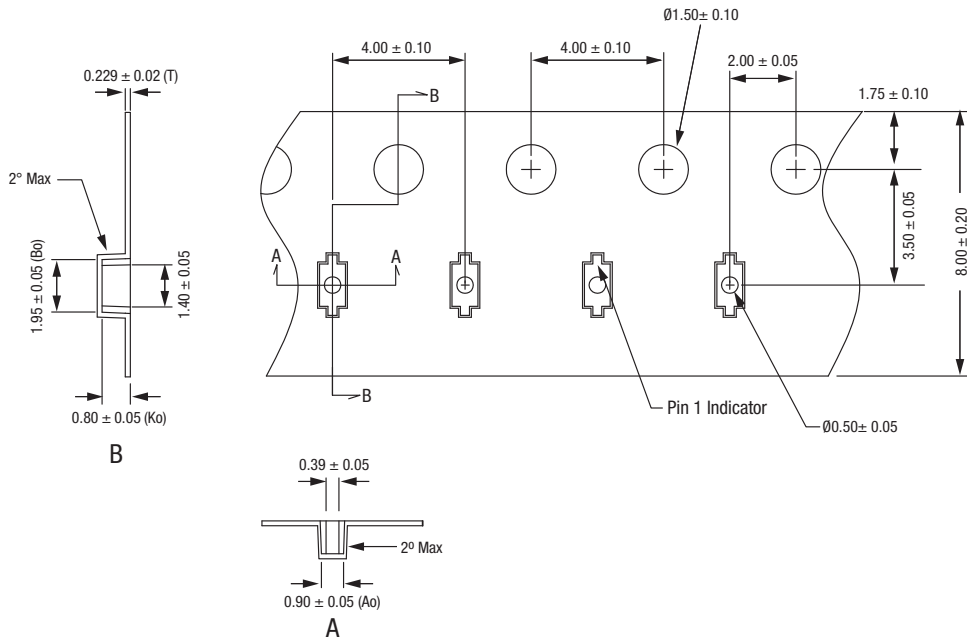 Ø1.50± 0.10
4.00 ± 0.10
4.00 ± 0.10
2.00 ± 0.05
0.229 ± 0.02 (T)
B
1.75 ± 0.10
2° Max
3.50 ± 0.05
8.00 ± 0.20
A
A
1.95 ± 0.05 (Bo)
1.40 ± 0.05
B
0.80 ± 0.05 (Ko)
Pin 1 Indicator
Ø0.50± 0.05
B
0.39 ± 0.05
2º Max
0.90 ± 0.05 (Ao)
A